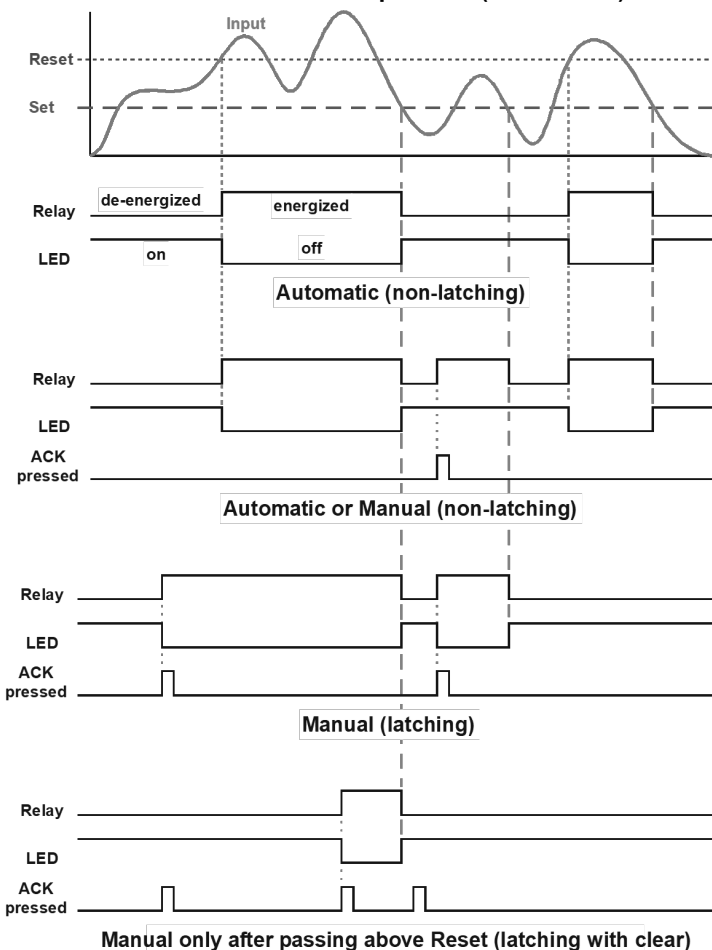 Input
Reset
Set
de-energized
energized
Relay
on
off
LED
Automatic (non-latching)
Relay
LED
ACK
pressed
Automatic or Manual (non-latching)
Relay
LED
ACK
pressed
Manual (latching)
Relay
LED
ACK
pressed
Manual only after passing above Reset (latching with clear)